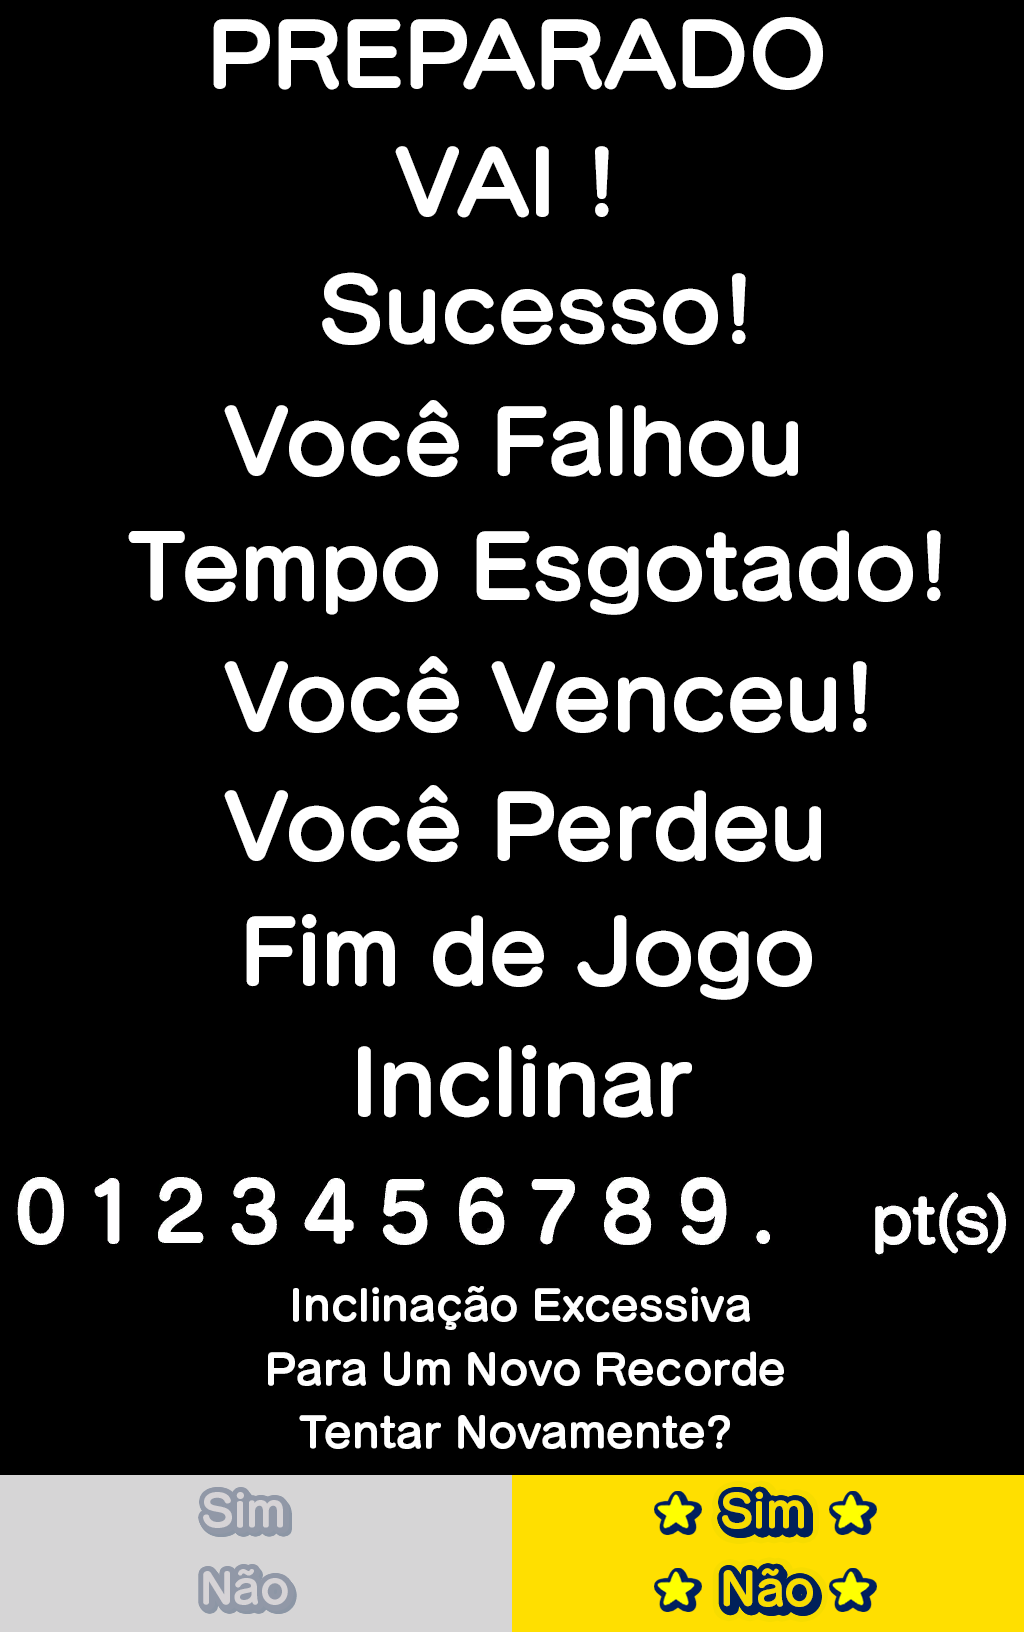 PREPARADO
VAI !
Sucesso!
Você Falhou
Tempo Esgotado!
Você Venceu!
Você Perdeu
Fim de Jogo
Inclinar
0 1 2 3 4 5 6 7 8 9 . pt(s)
Inclinação Excessiva
Para Um Novo Recorde
Tentar Novamente?
Sim Sim
Não Não